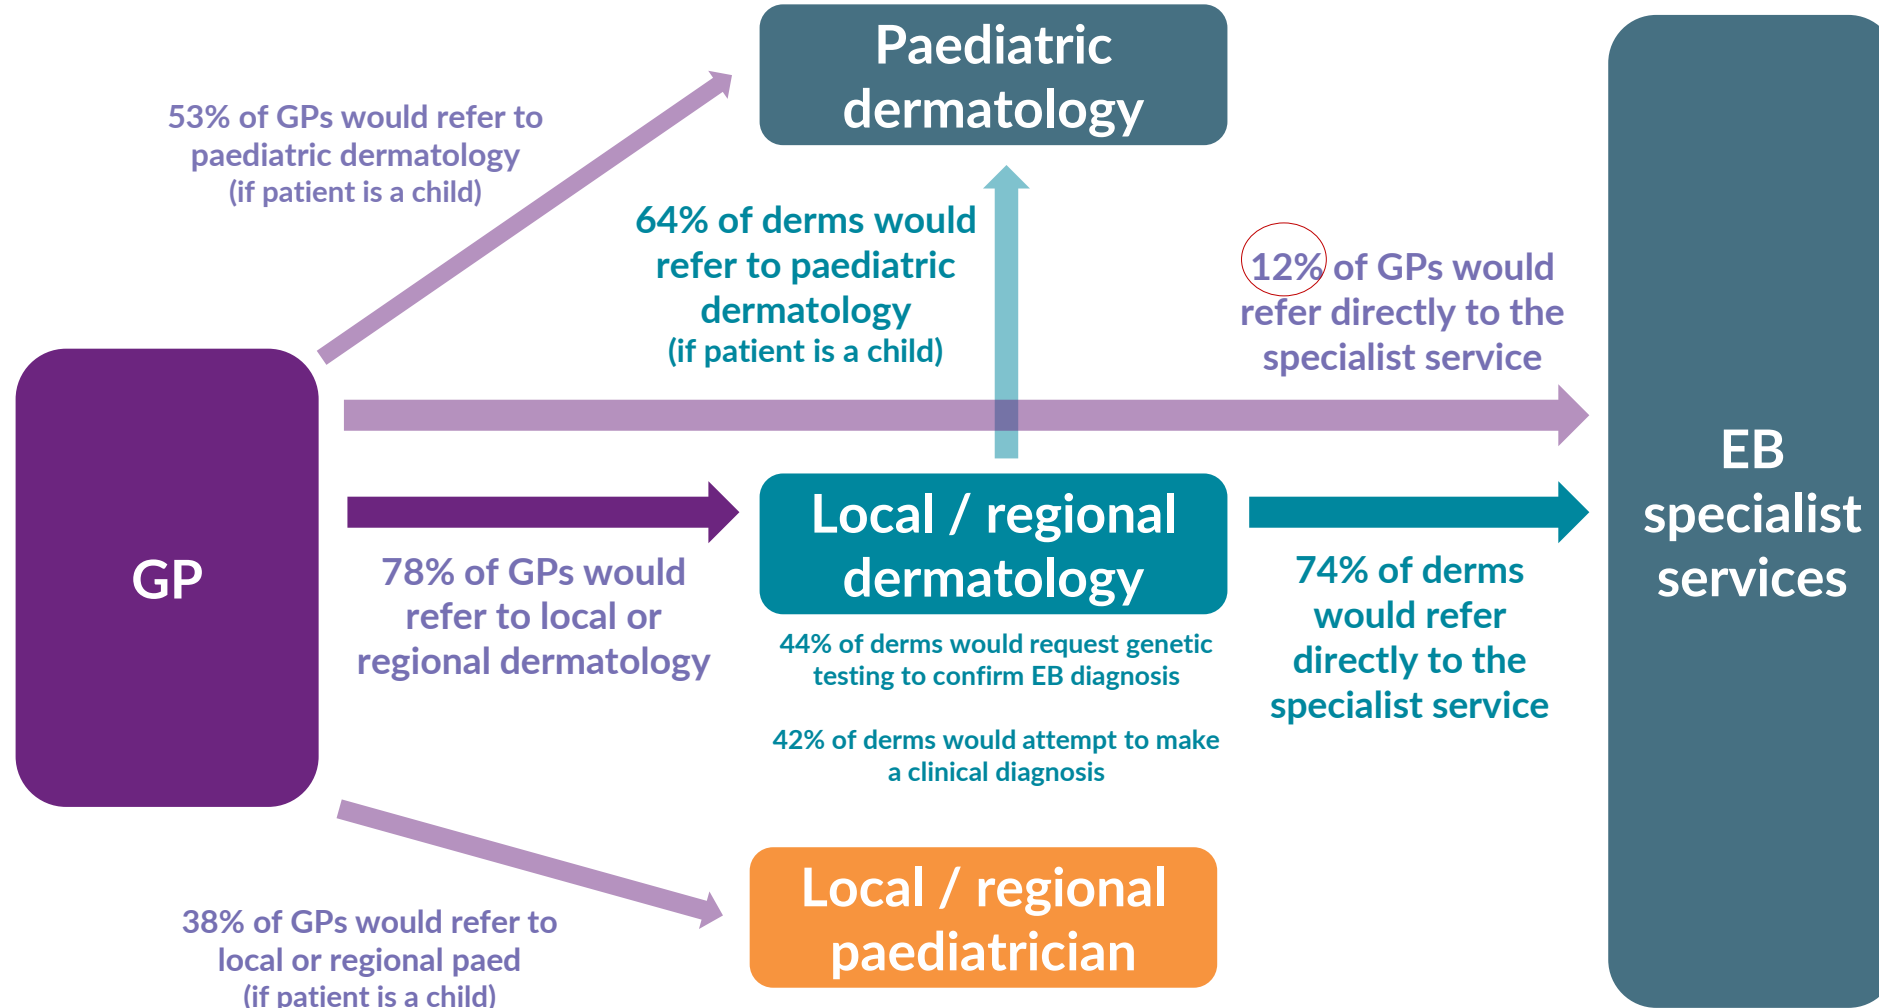 Paediatric
dermatology
53% of GPs would refer to
paediatric dermatology
(if patient is a child)
64% of derms would
refer to paediatric
dermatology
(if patient is a child)
12% of GPs would
refer directly to the
specialist service
GP
78% of GPs would
refer to local or
regional dermatology
Local / regional
dermatology
44% of derms would request genetic
testing to confirm EB diagnosis
42% of derms would attempt to make
a clinical diagnosis
74% of derms
would refer
directly to the
specialist service
EB
specialist
services
38% of GPs would refer to
local or regional paed
(if patient is a child)
Local / regional
paediatrician